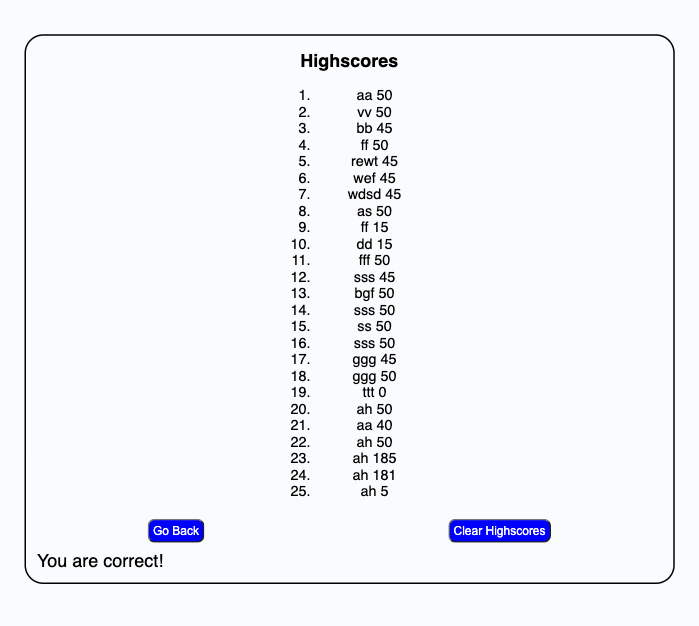 Highscores
1. aa 50
2. vv 50
3. bb 45
4. ff 50
5. rewt 45
6. wef 45
7. wdsd 45
8. as 50
9. ff 15
10. dd 15
11. fff 50
12. sss 45
13. bgf 50
14. sss 50
15. ss 50
16. sss 50
17. ggg 45
18. ggg 50
19. ttt 0
20. ah 50
21. aa 40
22. ah 50
23. ah 185
24. ah 181
25. ah 5
Go Back Clear Highscores
You are correct!